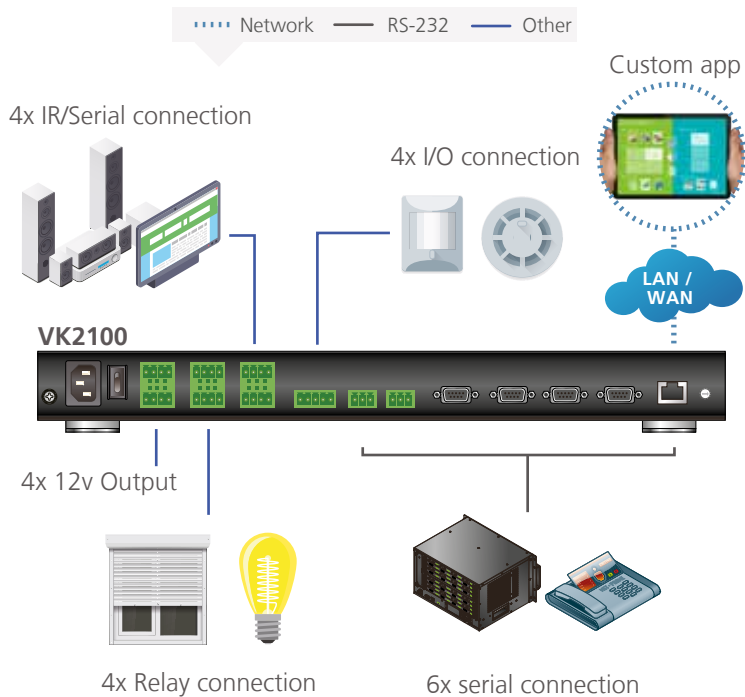 Network RS-232 Other
Custom app
4x IR/Serial connection
4x I/O connection
LAN /
WAN
VK2100
4x 12v Output
4x Relay connection
6x serial connection